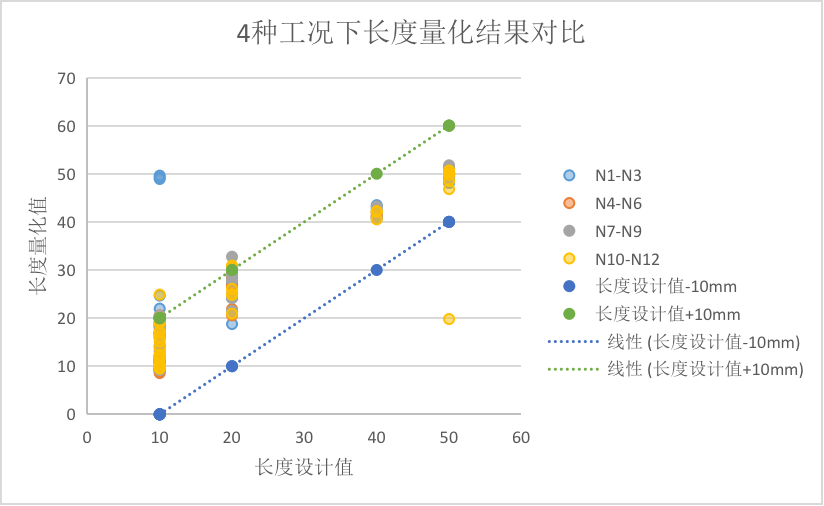 4种工况下长度量化结果对比
70
60
50
40
30
20
10
0
0 10 20 30 40 50 60
长度量化值
长度设计值
N1-N3
N4-N6
N7-N9
N10-N12
长度设计值-10mm
长度设计值+10mm
线性 (长度设计值-10mm)
线性 (长度设计值+10mm)